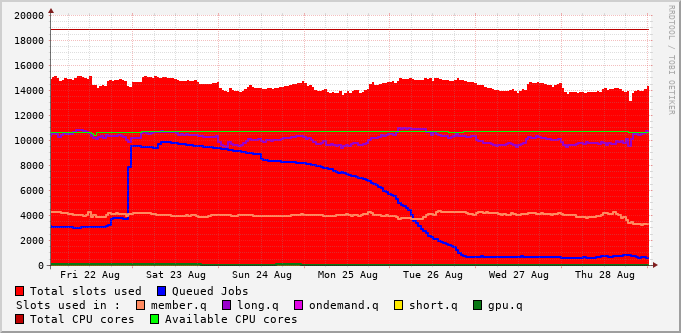 RRDTOOL / TOBI OETIKER
20000
18000
16000
14000
12000
10000
8000
6000
4000
2000
0
Fri 22 Aug Sat 23 Aug Sun 24 Aug Mon 25 Aug Tue 26 Aug Wed 27 Aug Thu 28 Aug
Total slots used Queued Jobs
Slots used in : member.q long.q ondemand.q short.q gpu.q
Total CPU cores Available CPU cores